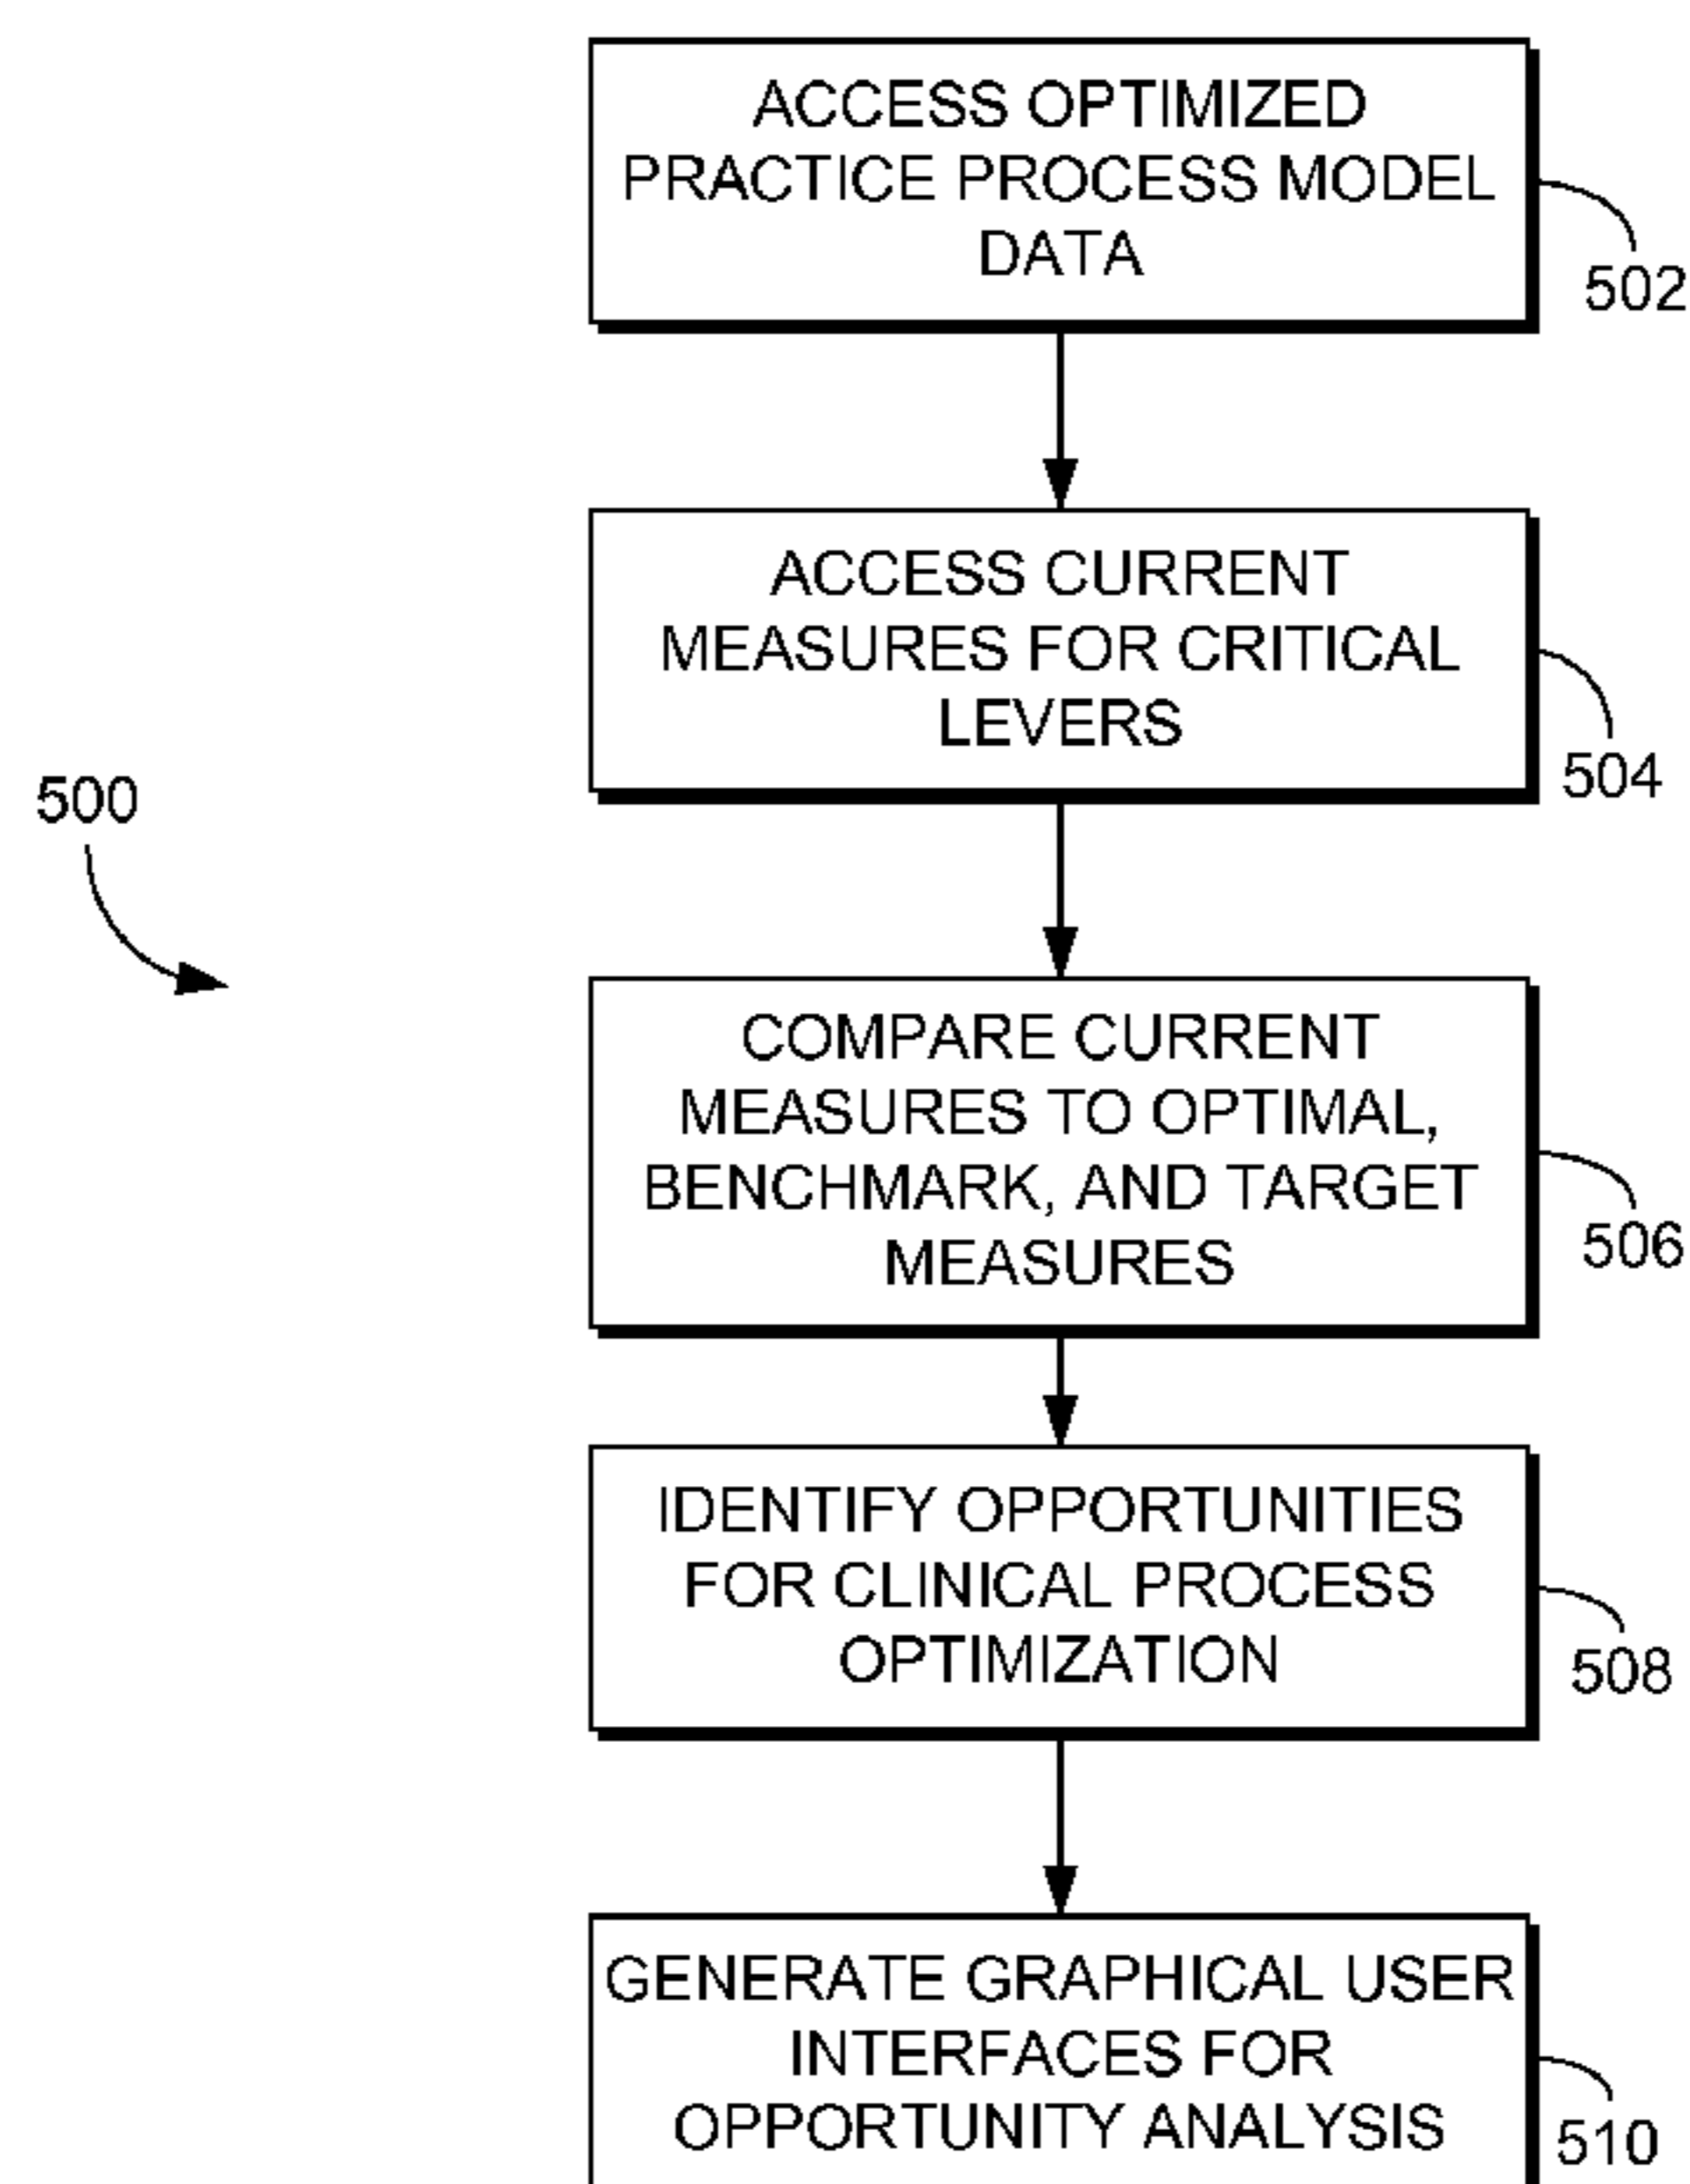 ACCESS OPTIMIZED
PRACTICE PROCESS MODEL
DATA
502
ACCESS CURRENT
MEASURES FOR CRITICAL
LEVERS
504
500
COMPARE CURRENT
MEASURES TO OPTIMAL,
BENCHMARK, AND TARGET
MEASURES
506
IDENTIFY OPPORTUNITIES
FOR CLINICAL PROCESS
OPTIMIZATION
508
GENERATE GRAPHICAL USER
INTERFACES FOR
OPPORTUNITY ANALYSIS
510